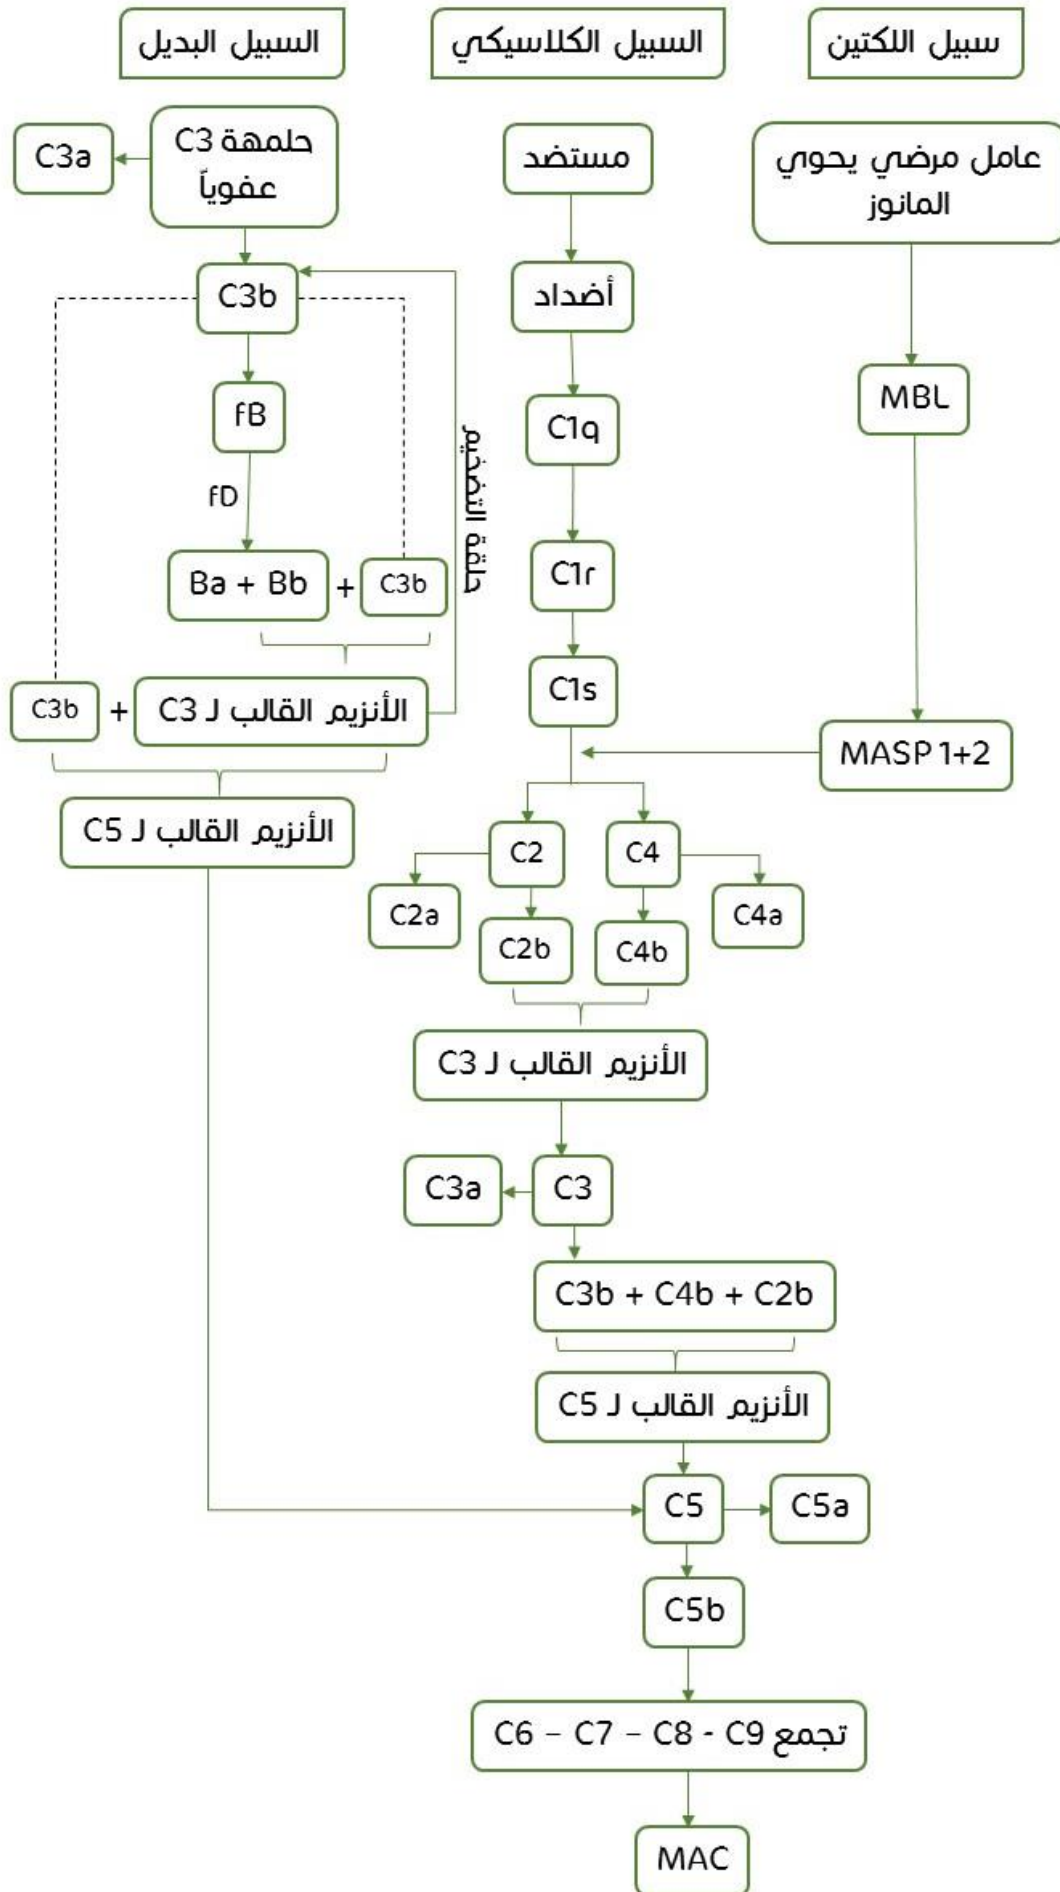 سبيل اللكتين
السبيل الكلاسيكي
السبيل البديل
عامل مرضي يحوي
المانوز
MBL
MASP 1+2
مستضد
أضداد
C1q
C1r
C1s
C2
C4
C2a
C2b
C4b
C4a
الأنزيم القالب لـ C3
C3
C3a
C3b + C4b + C2b
الأنزيم القالب لـ C5
C5
C5a
C5b
تجمع C6 – C7 – C8 - C9
MAC
حلمهة C3
عفوياً
C3a
C3b
fB
fD
Ba + Bb
+
C3b
حلقة التضخيم
الأنزيم القالب لـ C3
+
C3b
الأنزيم القالب لـ C5